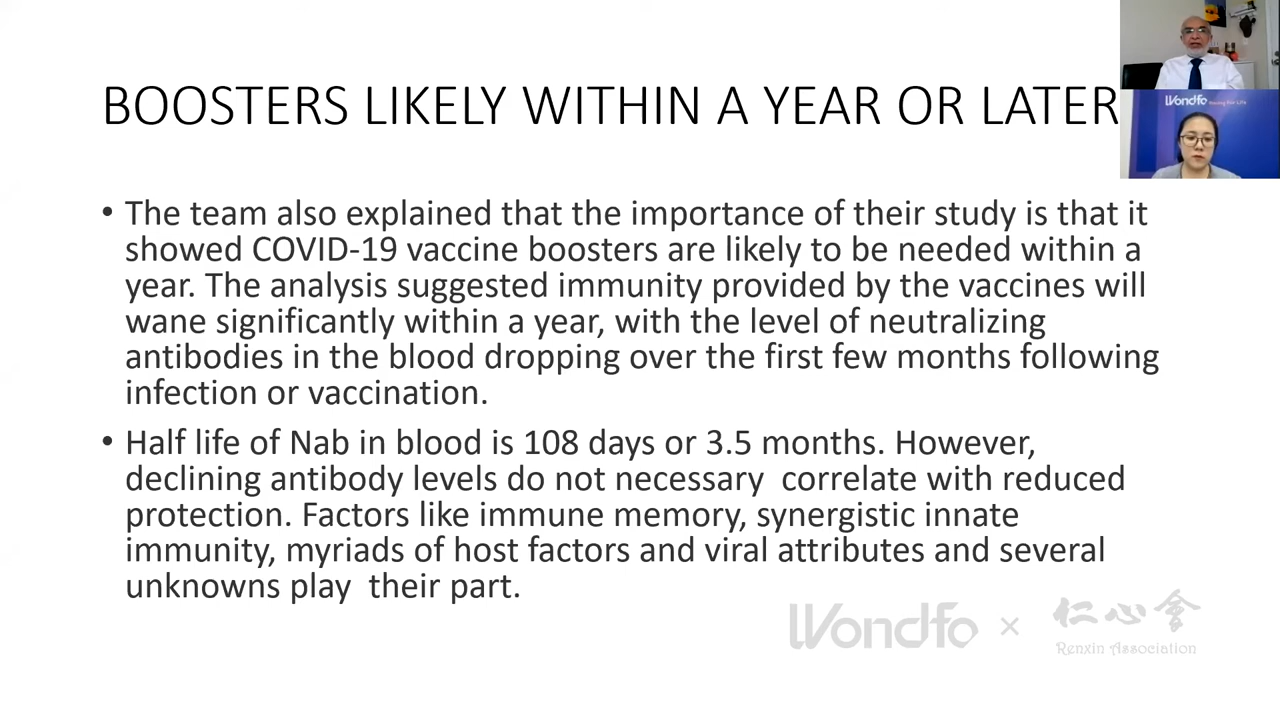 BOOSTERS LIKELY WITHIN A YEAR OR LATER
Wondfo
• The team also explained that the importance of their study is that it
showed COVID-19 vaccine boosters are likely to be needed within a
year. The analysis suggested immunity provided by the vaccines will
wane significantly within a year, with the level of neutralizing
antibodies in the blood dropping over the first few months following
infection or vaccination.
• Half life of Nab in blood is 108 days or 3.5 months. However,
declining antibody levels do not necessary  correlate with reduced
protection. Factors like immune memory, synergistic innate
immunity, myriads of host factors and viral attributes and several
unknowns play  their part.
Wondfo × 仁心會
Renxin Association